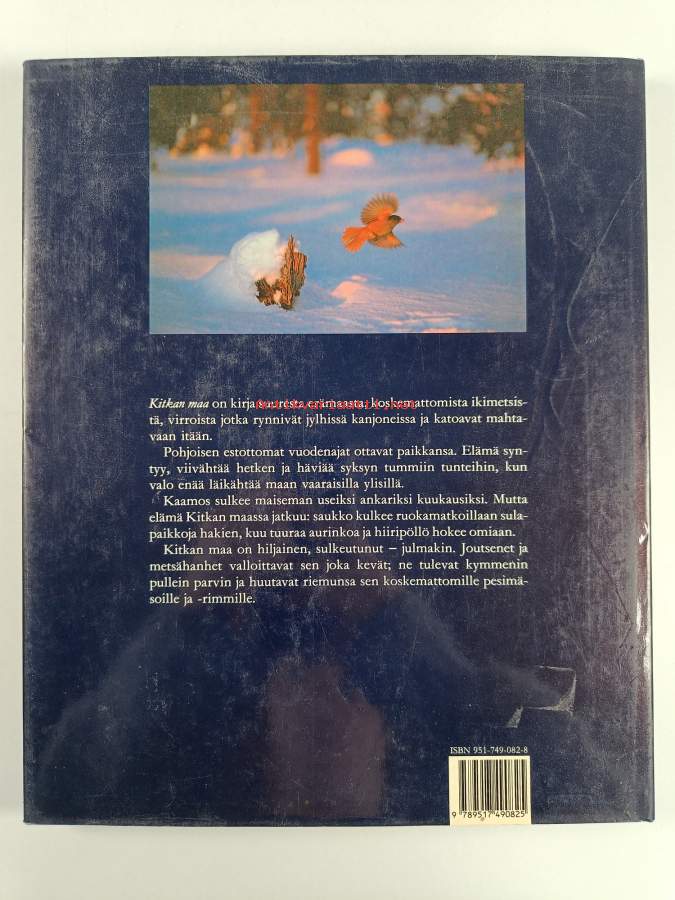 Kitkan maa on kirja suuresta erämaasta: koskemattomista ikimetsis-
tä, virroista jotka rynnivät jylhissä kanjoneissa ja katoavat mahta-
vaan itään.
Pohjoisen estottomat vuodenajat ottavat paikkansa. Elämä syn-
tyy, viivähtää hetken ja häviää syksyn tummiin tunteihin, kun
valo enää läikähtää maan vaaraisilla ylisillä.
Kaamos sulkee maiseman useiksi ankariksi kuukausiksi. Mutta
elämä Kitkan maassa jatkuu: saukko kulkee ruokamatkoillaan sula-
paikkoja hakien, kuu tuuraa aurinkoa ja hiiripöllö hokee omiaan.
Kitkan maa on hiljainen, sulkeutunut – julmakin. Joutsenet ja
metsähanhet valloittavat sen joka kevät; ne tulevat kymmenin
pullein parvin ja huutavat riemunsa sen koskemattomille pesimä-
soille ja -rimmille.
ISBN 951-749-082-8
9 789517 490825